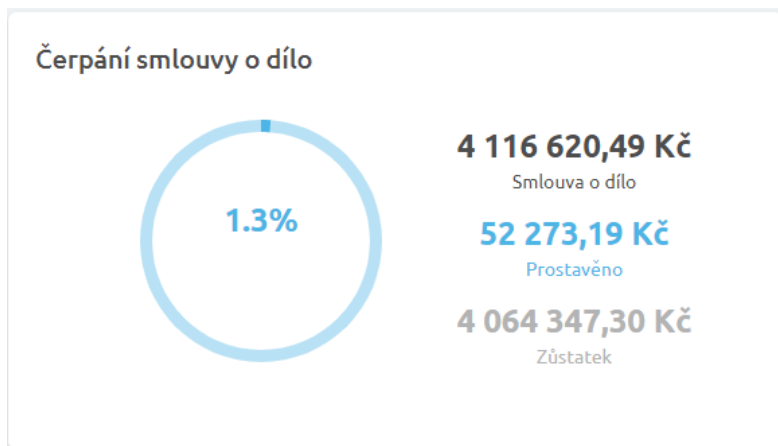 Čerpání smlouvy o dílo
1.3%
4 116 620,49 Kč
Smlouva o dílo
52 273,19 Kč
Prostavěno
4 064 347,30 Kč
Zůstatek